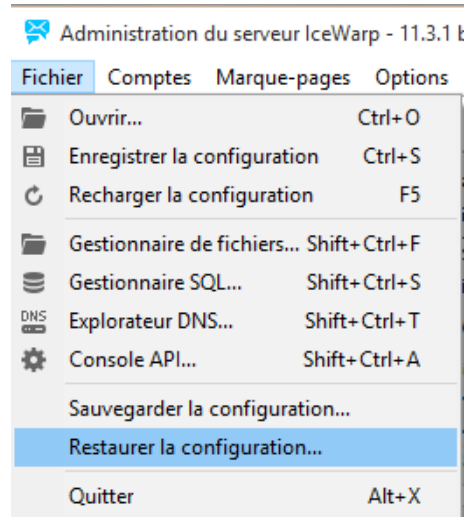 Administration du serveur IceWarp - 11.3.1
Fichier Comptes Marque-pages Options
Ouvrir... Ctrl+O
Enregistrer la configuration Ctrl+S
Recharger la configuration F5
Gestionnaire de fichiers... Shift+Ctrl+F
Gestionnaire SQL... Shift+Ctrl+S
DNS Explorateur DNS... Shift+Ctrl+T
Console API... Shift+Ctrl+A
Sauvegarder la configuration...
Restaurer la configuration...
Quitter Alt+X